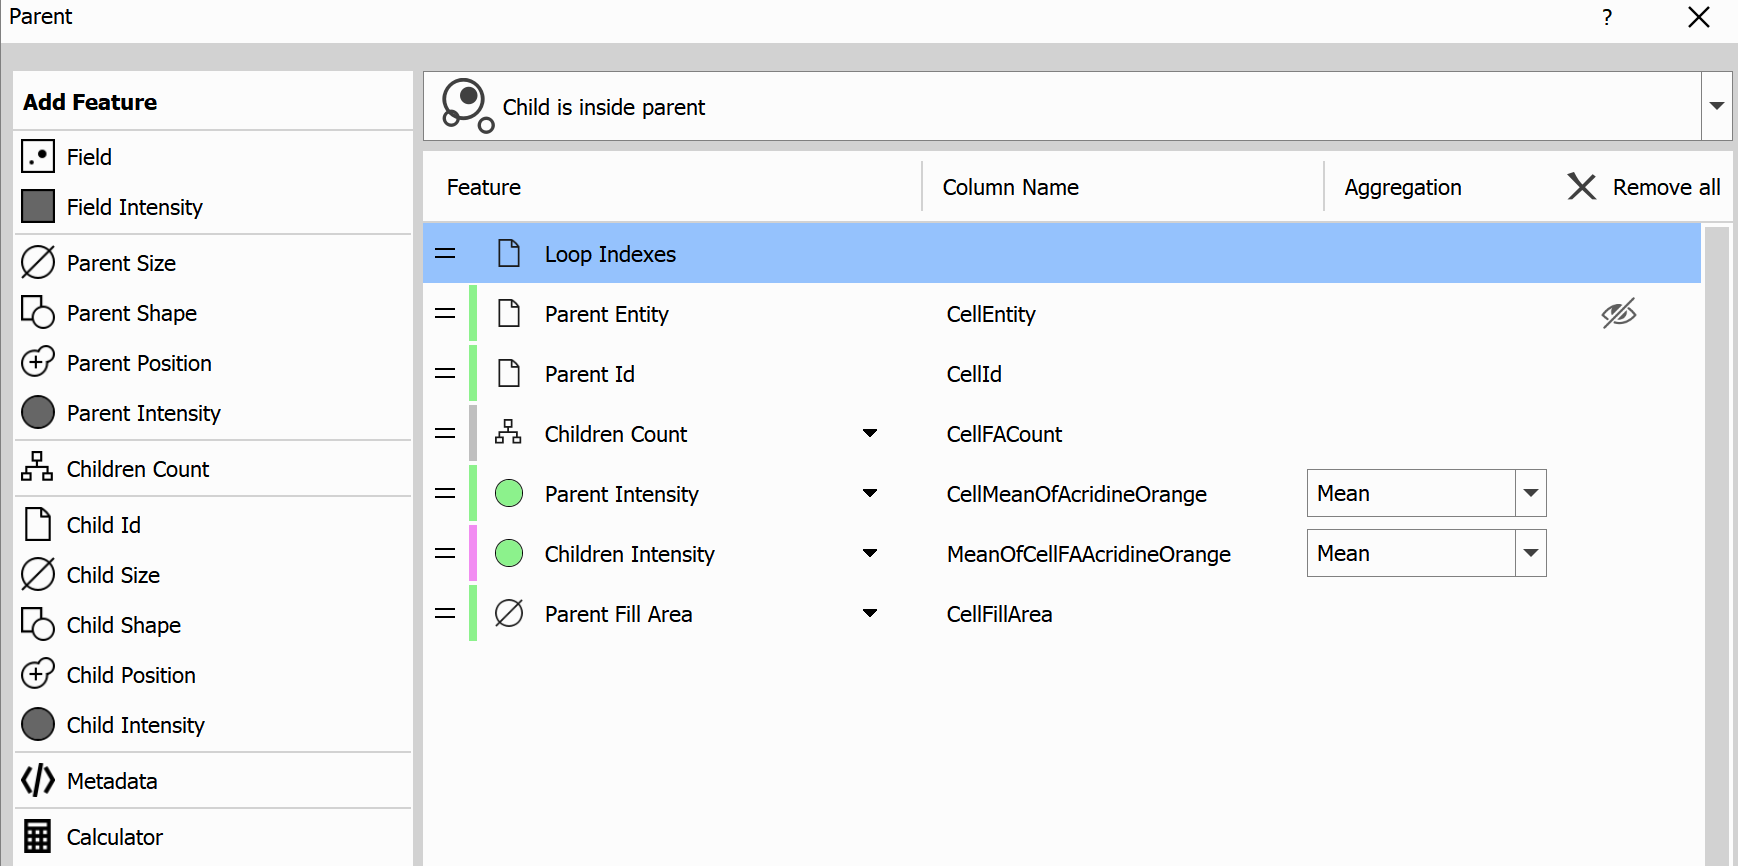 Parent
?
Add Feature
Field
Field Intensity
Parent Size
Parent Shape
Parent Position
Parent Intensity
Children Count
Child Id
Child Size
Child Shape
Child Position
Child Intensity
Metadata
Calculator
Child is inside parent
Feature Column Name Aggregation Remove all
Loop Indexes
Parent Entity CellEntity
Parent Id CellId
Children Count CellFACount
Parent Intensity CellMeanOfAcridineOrange Mean
Children Intensity MeanOfCellFAAcridineOrange Mean
Parent Fill Area CellFillArea